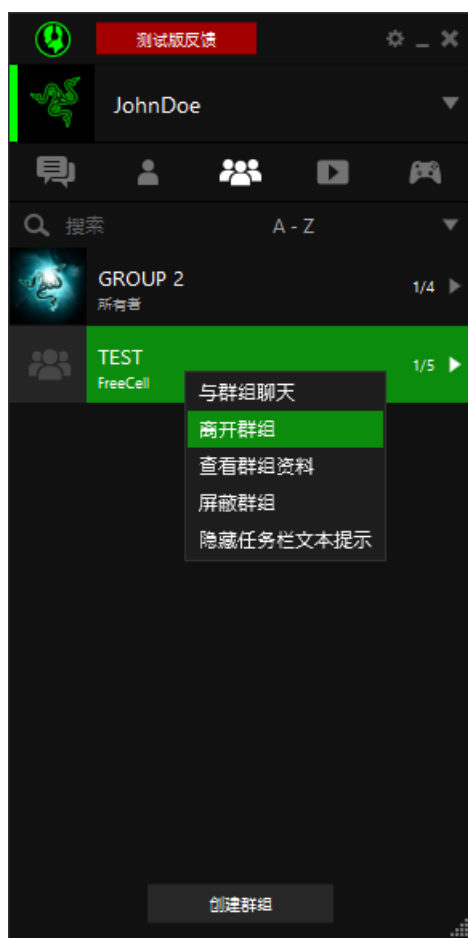 测试版反馈
JohnDoe
搜索
A - Z
GROUP 2
所有者
1/4
TEST
FreeCell
1/5
与群组聊天
离开群组
查看群组资料
屏蔽群组
隐藏任务栏文本提示
创建群组